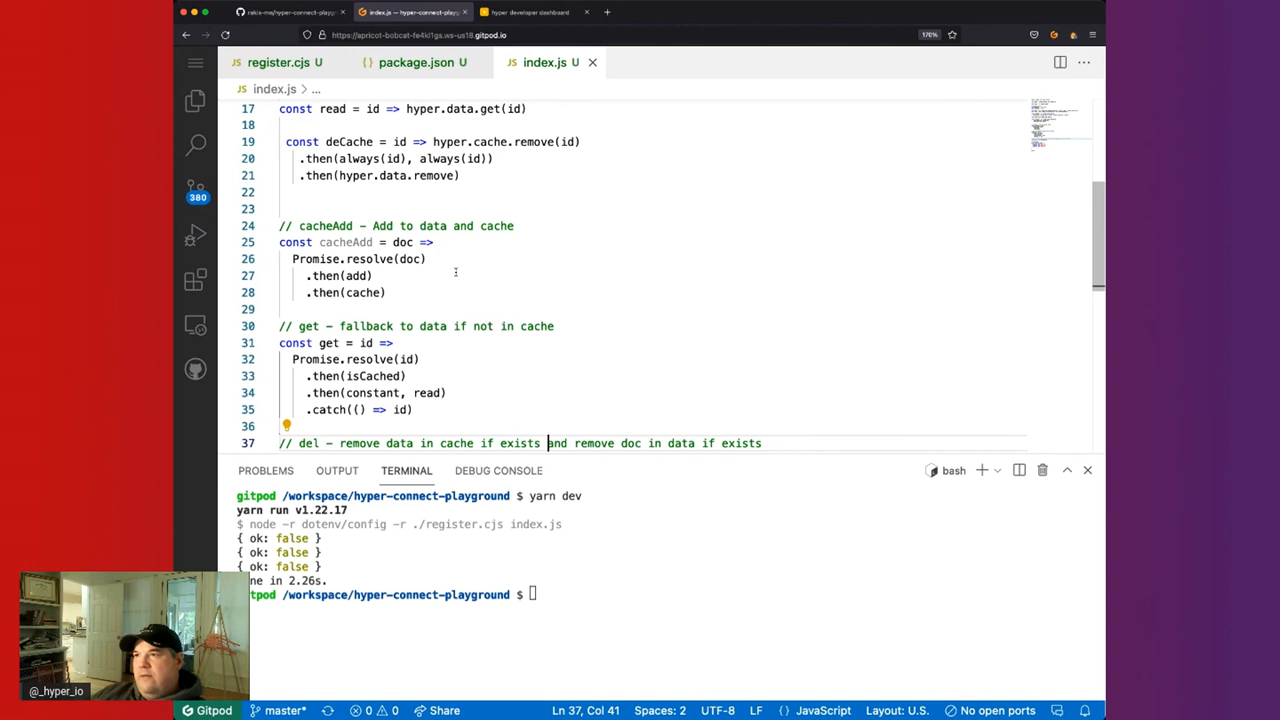 rakis-me/hyper-connect-playg
index.js — hyper-connect-playg
hyper developer dashboard
https://apricot-bobcat-fe4kl1gs.ws-us18.gitpod.io
170%
JS register.cjs U
{} package.json U
JS index.js U
JS index.js > ...
17 const read = id => hyper.data.get(id)
18
19 const deCache = id => hyper.cache.remove(id)
20 .then(always(id), always(id))
21 .then(hyper.data.remove)
22
23
24 // cacheAdd – Add to data and cache
25 const cacheAdd = doc =>
26 Promise.resolve(doc)
27 .then(add)
28 .then(cache)
29
30 // get – fallback to data if not in cache
31 const get = id =>
32 Promise.resolve(id)
33 .then(isCached)
34 .then(constant, read)
35 .catch(() => id)
36
37 // del – remove data in cache if exists and remove doc in data if exists
380
PROBLEMS OUTPUT TERMINAL DEBUG CONSOLE
bash
gitpod /workspace/hyper-connect-playground $ yarn dev
yarn run v1.22.17
$ node -r dotenv/config -r ./register.cjs index.js
{ ok: false }
{ ok: false }
{ ok: false }
ne in 2.26s.
tpod /workspace/hyper-connect-playground $
@_hyper_io
Gitpod master* 0 0 Share Ln 37, Col 41 Spaces: 2 UTF-8 LF {} JavaScript Layout: U.S. No open ports